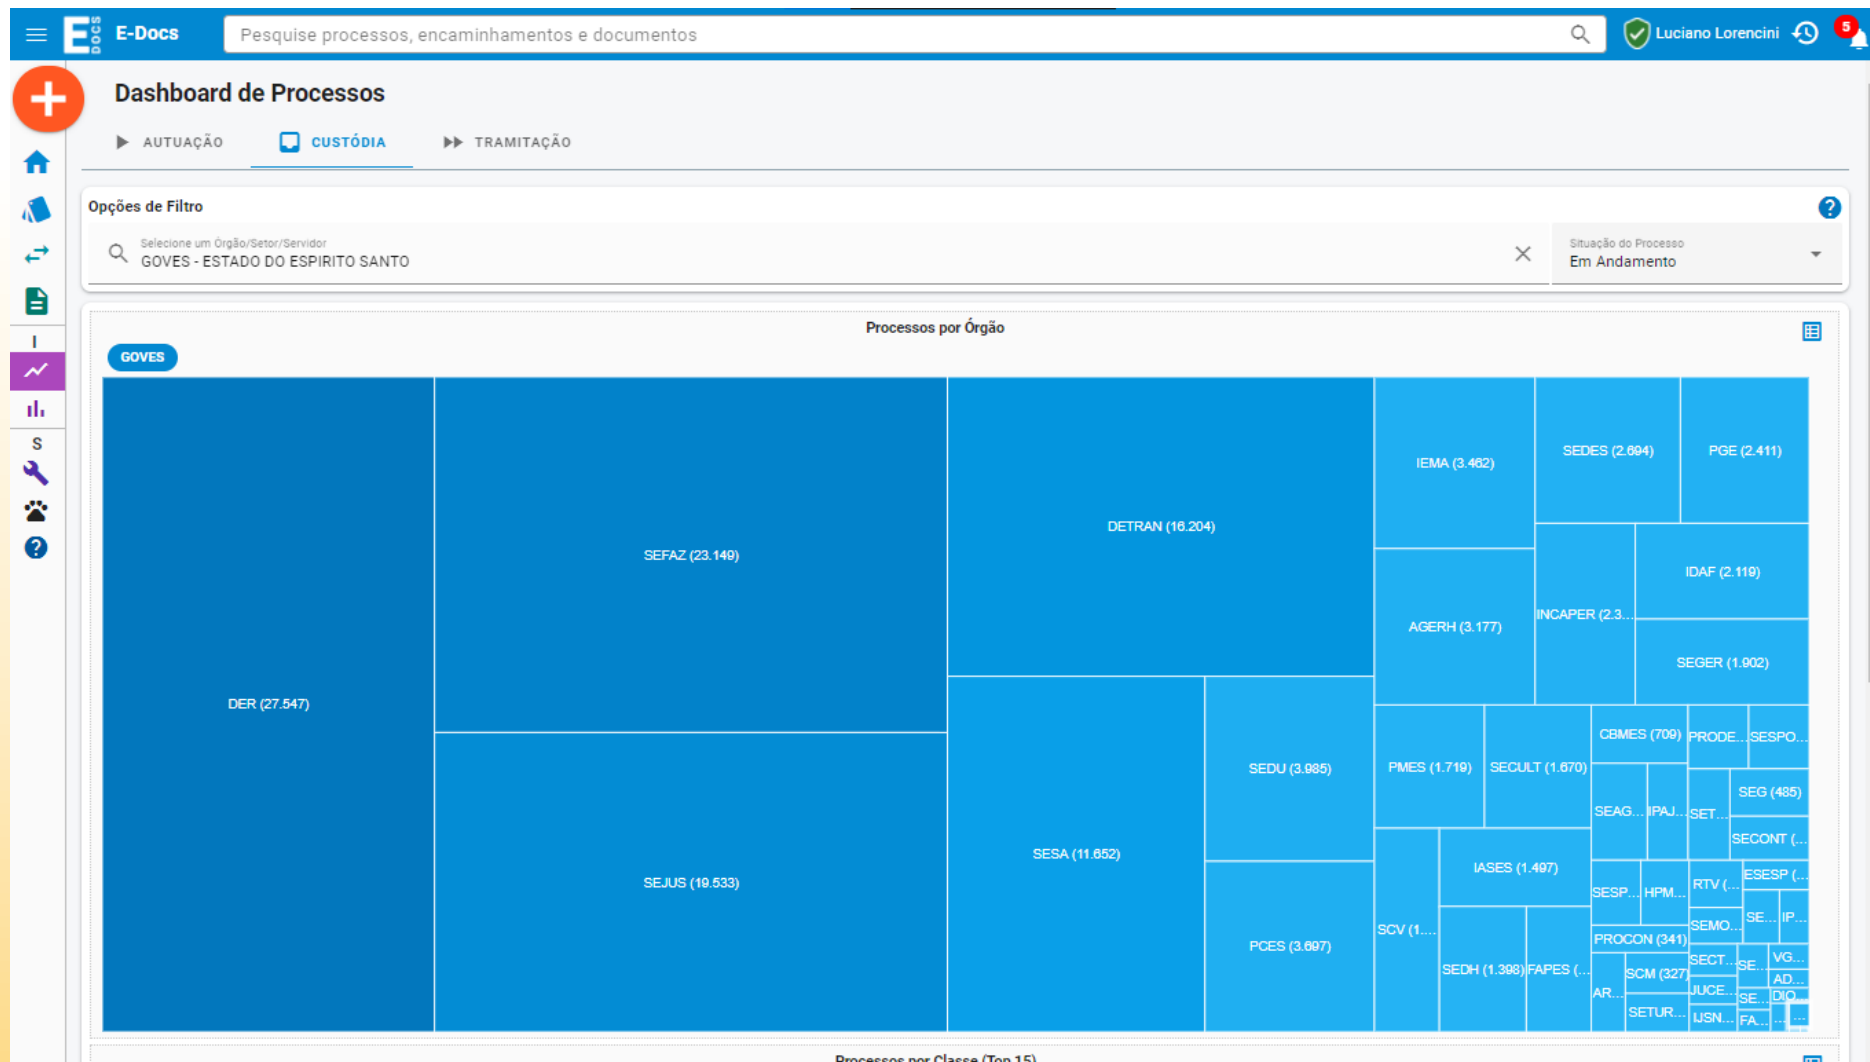 E-Docs
Pesquise processos, encaminhamentos e documentos
Luciano Lorencini
5
Dashboard de Processos
AUTUAÇÃO
CUSTÓDIA
TRAMITAÇÃO
Opções de Filtro
Selecione um Órgão/Setor/Servidor
GOVES - ESTADO DO ESPIRITO SANTO
Situação do Processo
Em Andamento
I
S
Processos por Órgão
GOVES
DER (27.547)
SEFAZ (23.149)
SEJUS (19.533)
DETRAN (16.204)
SESA (11.652)
SEDU (3.985)
PCES (3.697)
IEMA (3.462)
AGERH (3.177)
SEDES (2.694)
PGE (2.411)
INCAPER (2.3...
IDAF (2.119)
SEGER (1.902)
PMES (1.719)
SECULT (1.670)
SCV (1....
IASES (1.497)
SEDH (1.398)
FAPES (...
CBMES (709)
PRODE...
SESPO...
SEAG...
IPAJ...
SET...
SEG (485)
SECONT (...
SESP...
HPM...
RTV (...
ESESP (...
SEMO...
SE...
IP...
PROCON (341)
AR...
SCM (327)
SETUR...
SECT...
SE...
VG...
AD...
JUCE...
SE...
DIO...
IJSN...
FA...
...
...
Processos por Classe (Top 15)